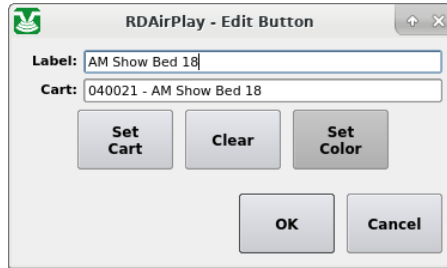 RDAirPlay - Edit Button
Label: AM Show Bed 18
Cart: 040021 - AM Show Bed 18
Set Cart
Clear
Set Color
OK
Cancel